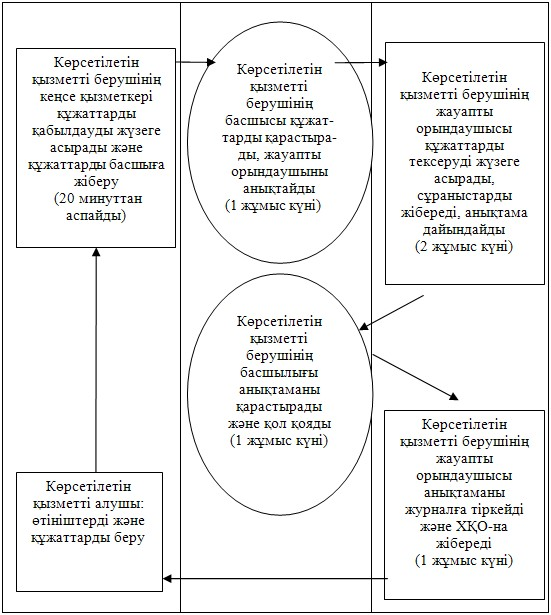 Көрсетілетін
қызметті берушінің
кеңсе қызметкері
құжаттарды
қабылдауды жүзеге
асырады және
құжаттарды басшыға
жіберу
(20 минуттан
аспайды)
Көрсетілетін
қызметті
берушінің
басшысы құжат-
тарды қарастыра-
ды, жауапты
орындаушыны
анықтайды
(1 жұмыс күні)
Көрсетілетін
қызметті берушінің
жауапты
орындаушысы
құжаттарды
тексеруді жүзеге
асырады,
сұраныстарды
жібереді, анықтама
дайындайды
(2 жұмыс күні)
Көрсетілетін
қызметті
берушінің
басшылығы
анықтаманы
қарастырады
және қол қояды
(1 жұмыс күні)
Көрсетілетін
қызметті берушінің
жауапты
орындаушысы
анықтаманы
журналға тіркейді
және ХҚО-на
жібереді
(1 жұмыс күні)
Көрсетілетін
қызметті алушы:
өтініштерді және
құжаттарды беру